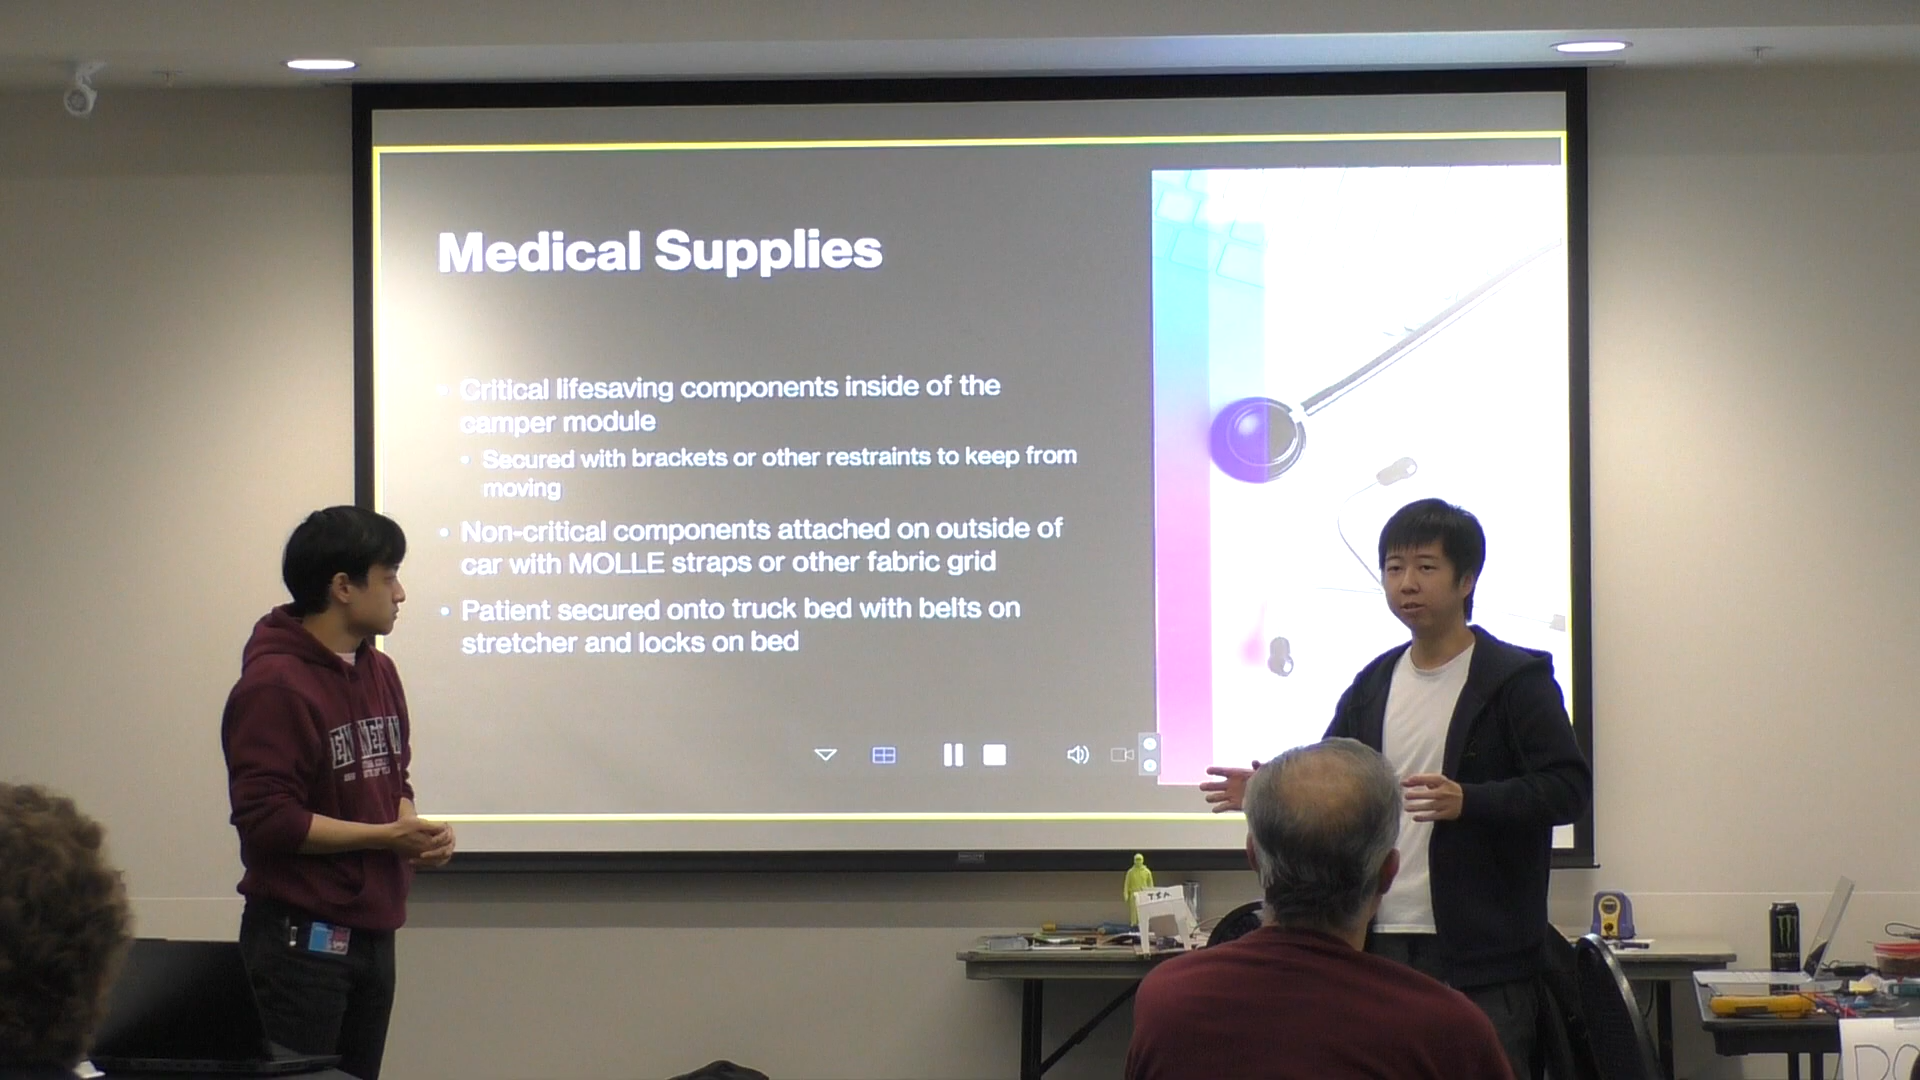 Medical Supplies
• Critical lifesaving components inside of the
camper module
• Secured with brackets or other restraints to keep from
moving
• Non-critical components attached on outside of
car with MOLLE straps or other fabric grid
• Patient secured onto truck bed with belts on
stretcher and locks on bed
TSA